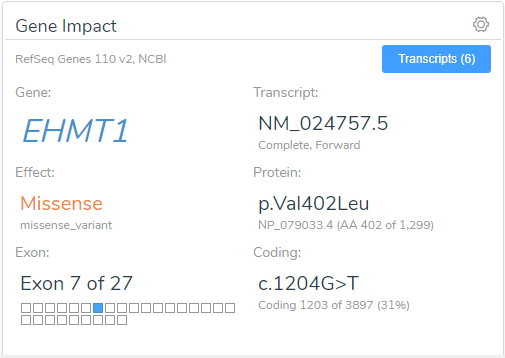 Gene Impact
RefSeq Genes 110 v2, NCBI
Transcripts (6)
Gene:
Transcript:
EHMT1
NM_024757.5
Complete, Forward
Effect:
Protein:
Missense
p.Val402Leu
missense_variant
NP_079033.4 (AA 402 of 1,299)
Exon:
Coding:
Exon 7 of 27
c.1204G>T
Coding 1203 of 3897 (31%)